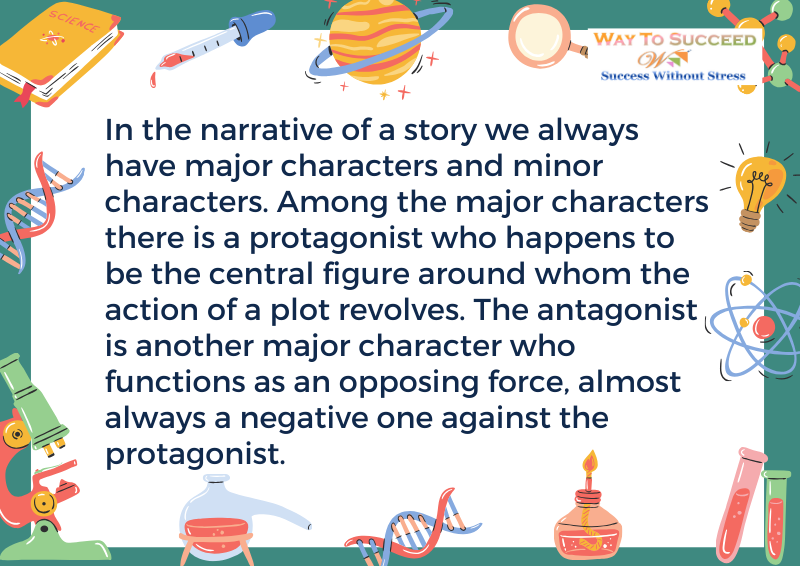 SCIENCE
WAY TO SUCCEED
W
Success Without Stress
In the narrative of a story we always
have major characters and minor
characters. Among the major characters
there is a protagonist who happens to
be the central figure around whom the
action of a plot revolves. The antagonist
is another major character who
functions as an opposing force, almost
always a negative one against the
protagonist.